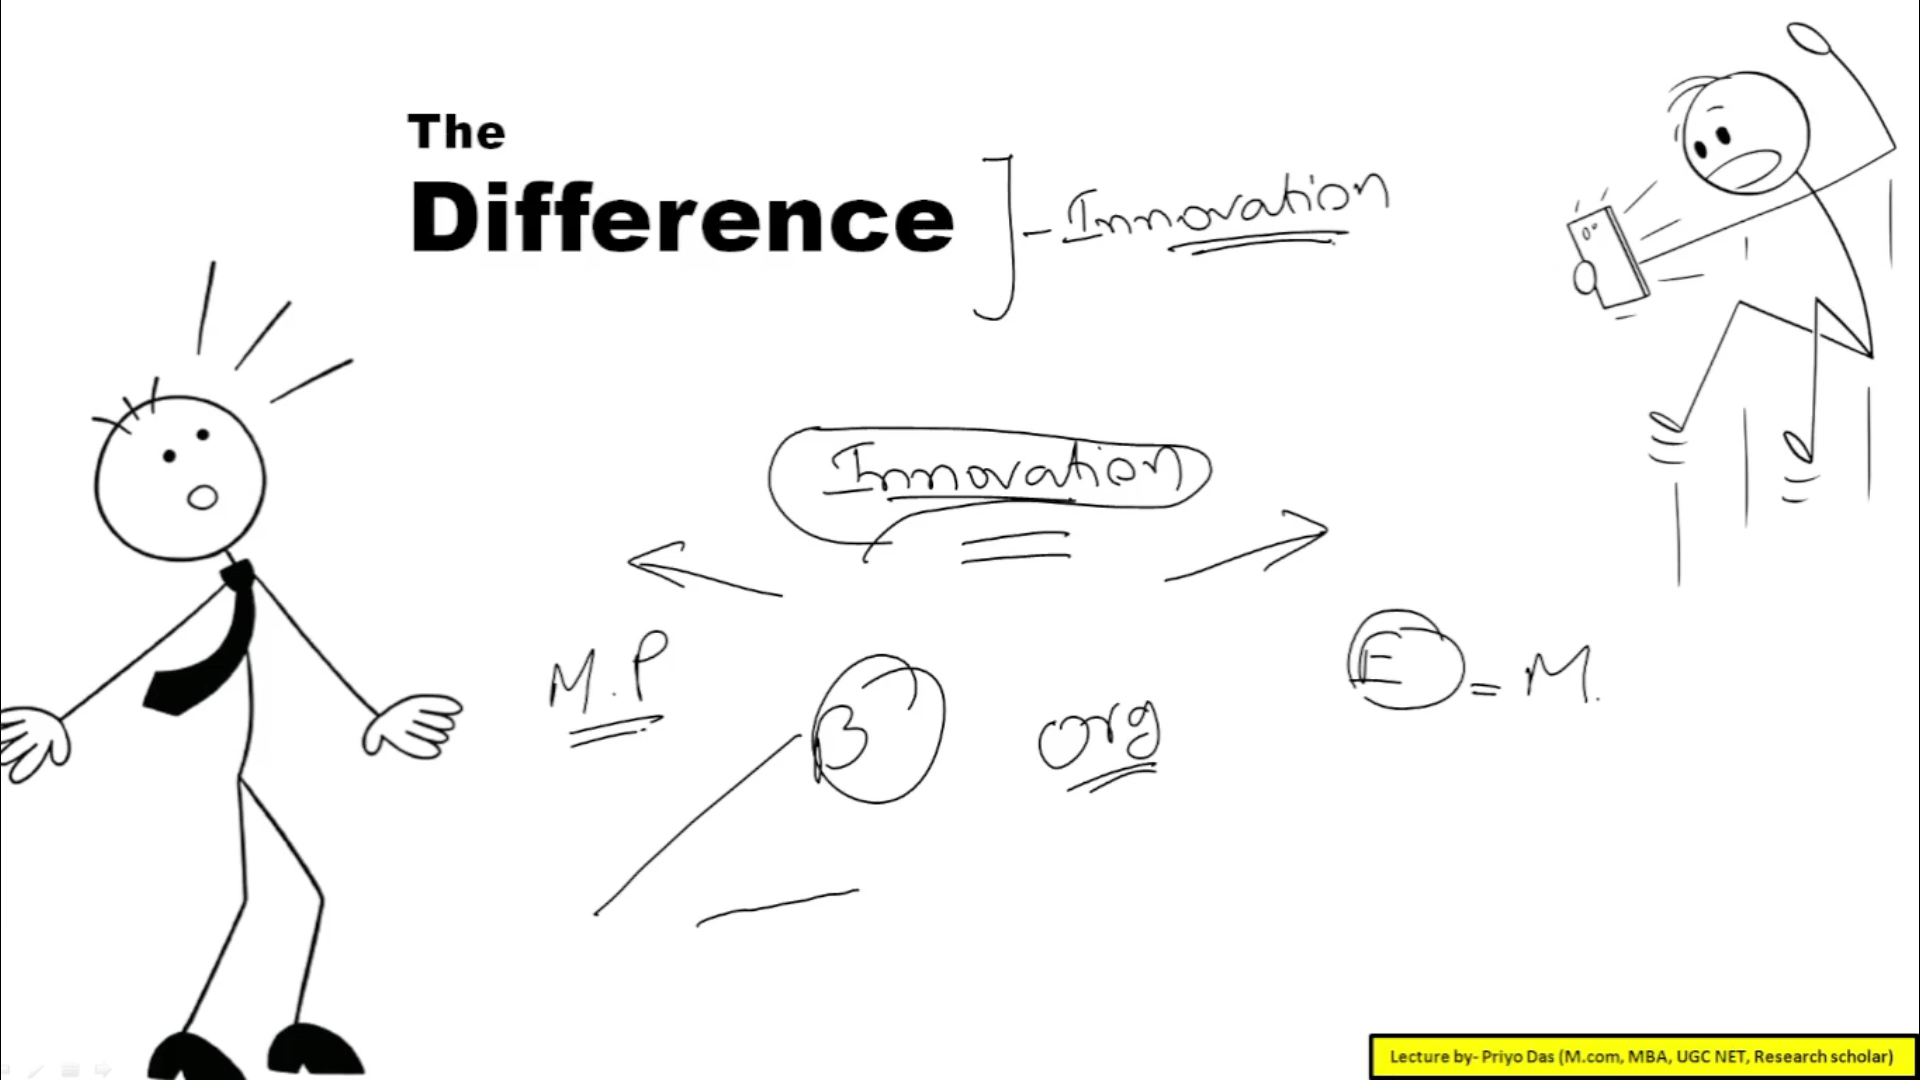 The
Difference
- Innovation
Innovation
M.P
B
org
E = M.
Lecture by- Priyo Das (M.com, MBA, UGC NET, Research scholar)